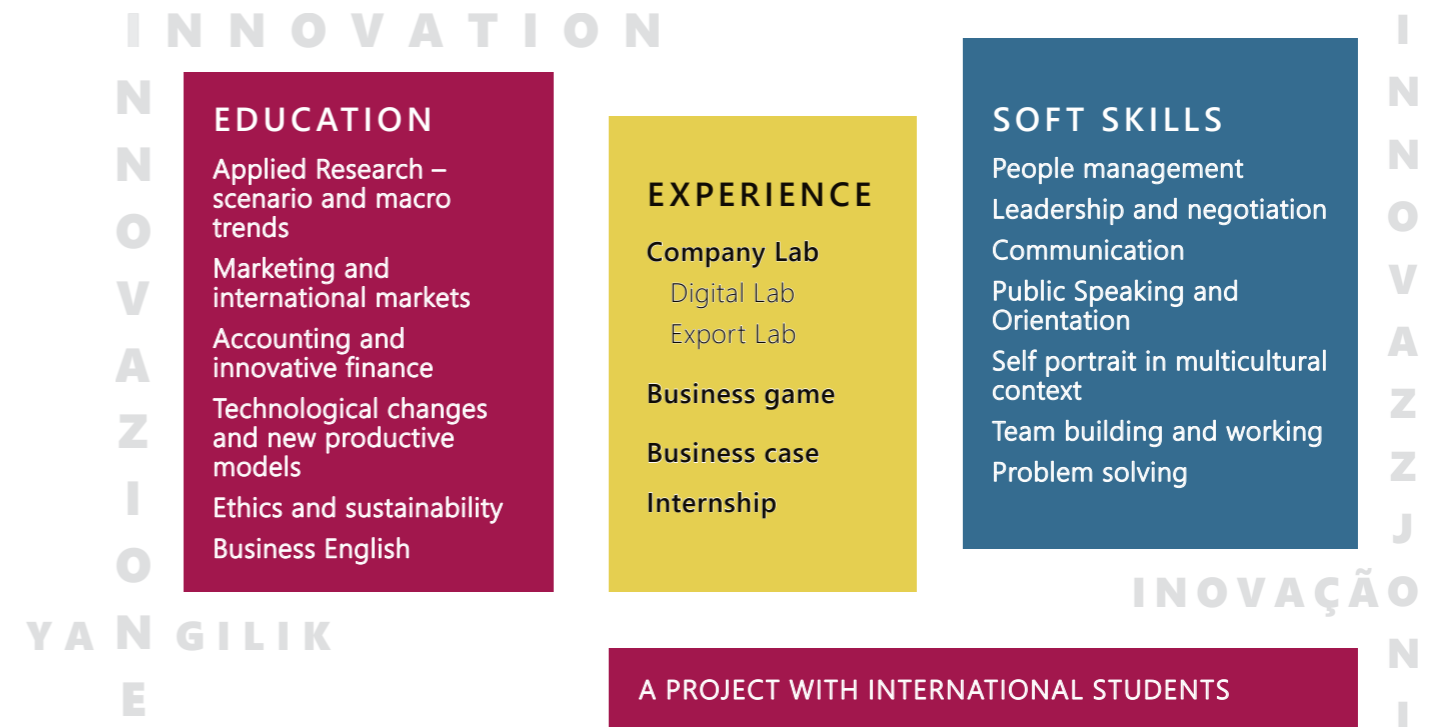 INNOVATION
INNOVAZIONE
EDUCATION
Applied Research –
scenario and macro
trends
Marketing and
international markets
Accounting and
innovative finance
Technological changes
and new productive
models
Ethics and sustainability
Business English
EXPERIENCE
Company Lab
Digital Lab
Export Lab
Business game
Business case
Internship
SOFT SKILLS
People management
Leadership and negotiation
Communication
Public Speaking and
Orientation
Self portrait in multicultural
context
Team building and working
Problem solving
INNOVAZZJONI
INOVAÇÃO
YANGILIK
A PROJECT WITH INTERNATIONAL STUDENTS